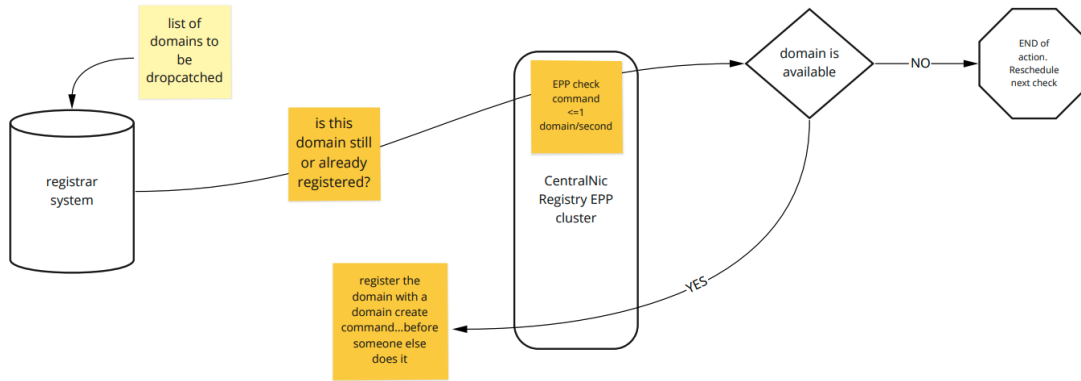 list of
domains to
be
dropcatched
registrar
system
is this
domain still
or already
registered?
EPP check
command
<=1
domain/second
CentralNic
Registry EPP
cluster
domain is
available
NO
END of
action.
Reschedule
next check
YES
register the
domain with a
domain create
command...before
someone else
does it